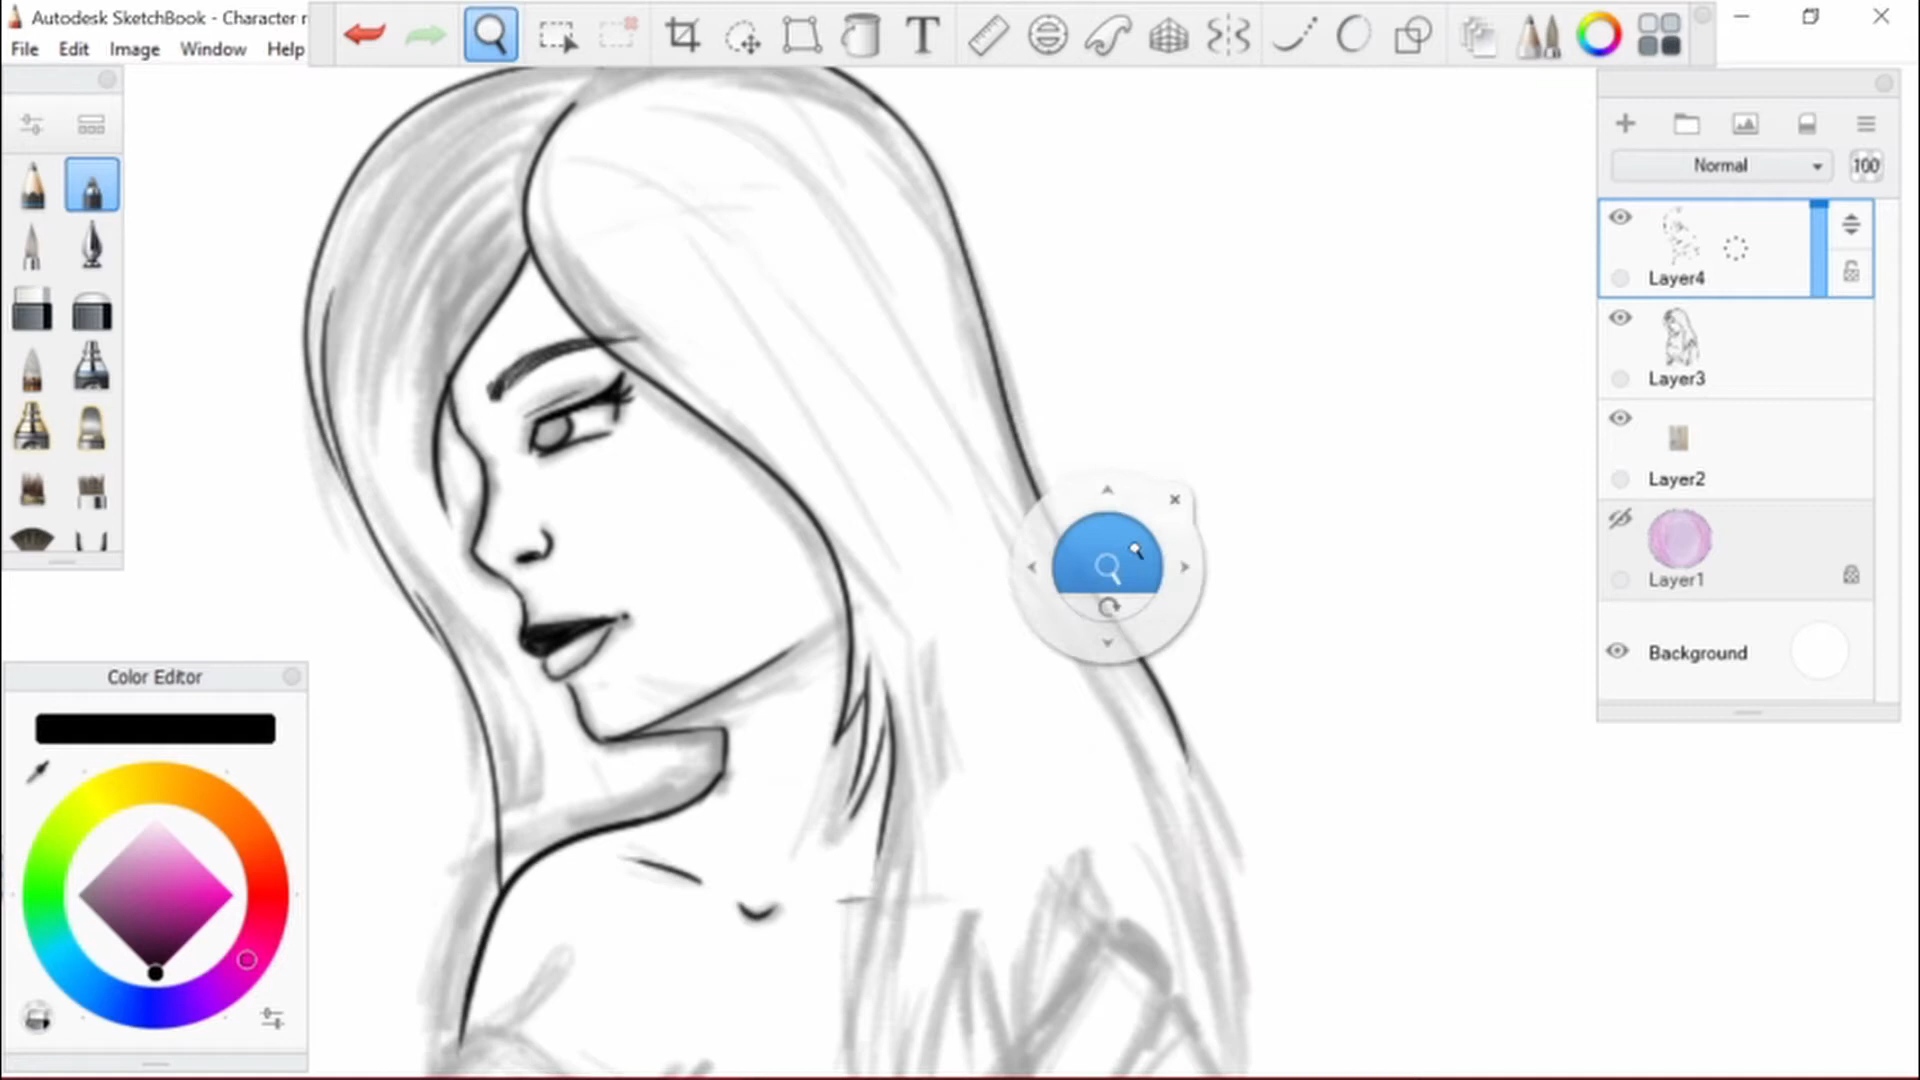 Autodesk SketchBook - Character r
File Edit Image Window Help
T
Normal 100
Layer4
Layer3
Layer2
Layer1
Background
Color Editor